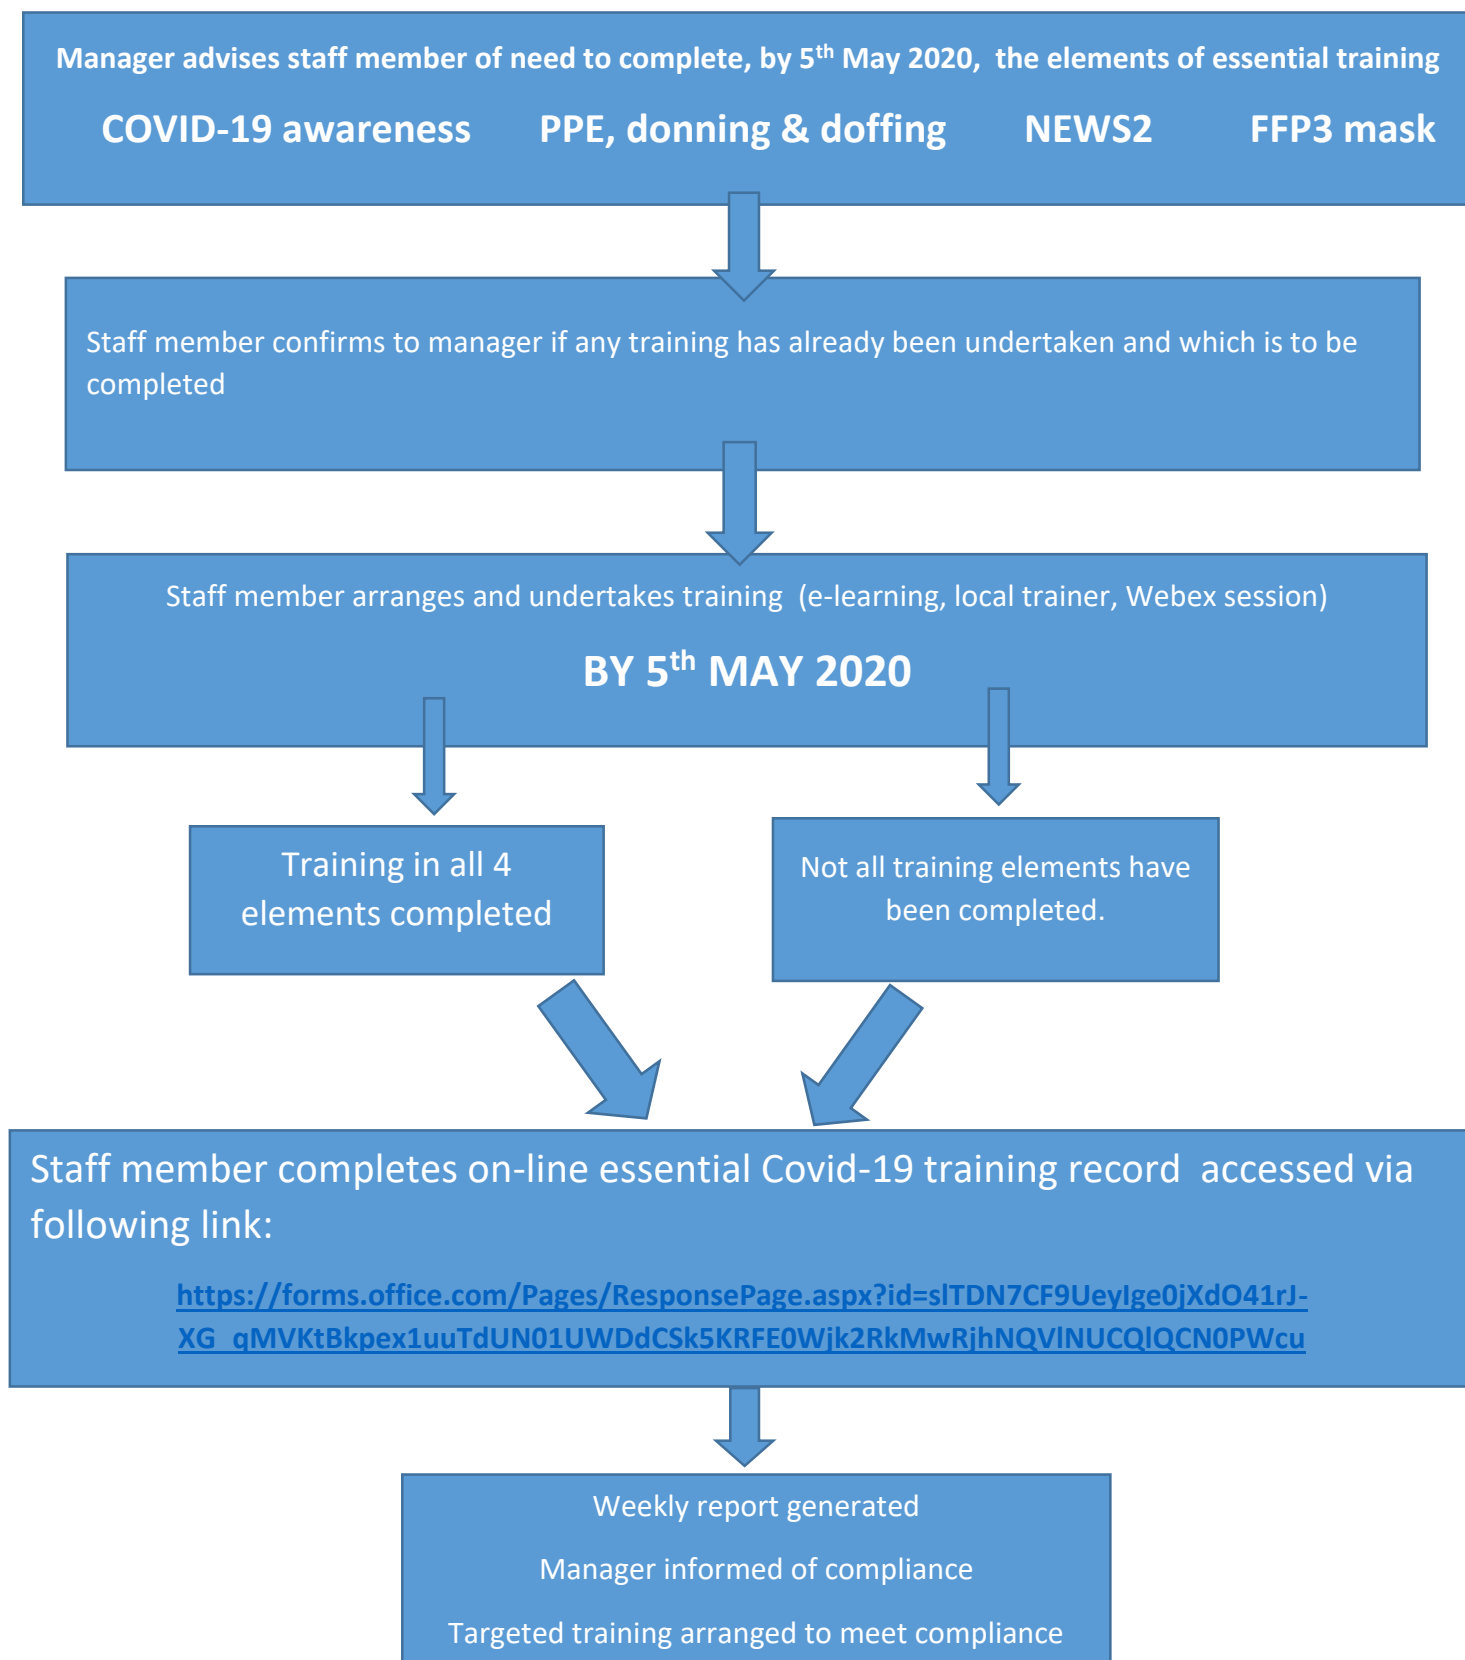 Manager advises staff member of need to complete, by 5th May 2020, the elements of essential training
COVID-19 awareness PPE, donning & doffing NEWS2 FFP3 mask
Staff member confirms to manager if any training has already been undertaken and which is to be
completed
Staff member arranges and undertakes training (e-learning, local trainer, Webex session)
BY 5th MAY 2020
Training in all 4
elements completed
Not all training elements have
been completed.
Staff member completes on-line essential Covid-19 training record accessed via
following link:
https://forms.office.com/Pages/ResponsePage.aspx?id=slTDN7CF9UeyIge0jXdO41rJ-
XG_qMVKtBkpex1uuTdUN01UWDdCSk5KRFE0Wjk2RkMwRjhNQVlNUCQlQCN0PWcu
Weekly report generated
Manager informed of compliance
Targeted training arranged to meet compliance